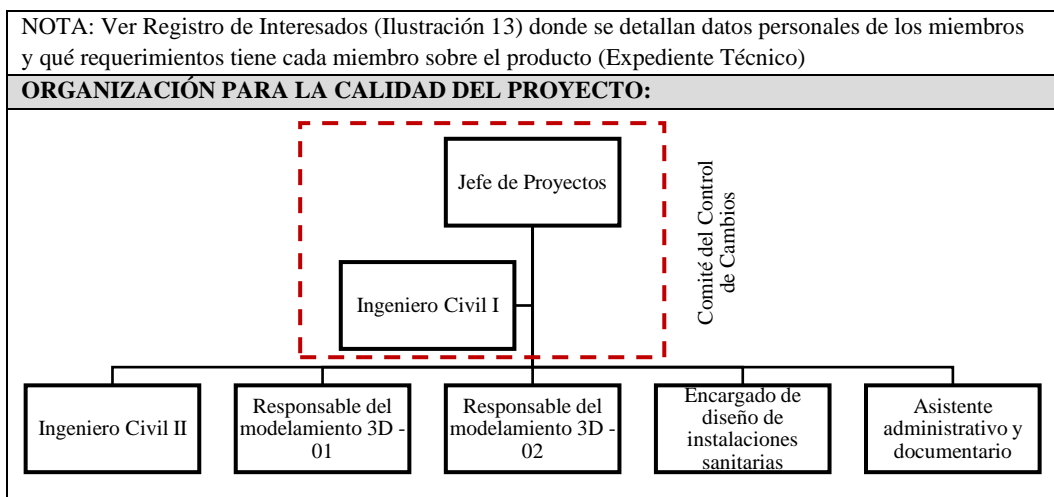 NOTA: Ver Registro de Interesados (Ilustración 13) donde se detallan datos personales de los miembros
y qué requerimientos tiene cada miembro sobre el producto (Expediente Técnico)
ORGANIZACIÓN PARA LA CALIDAD DEL PROYECTO:
Jefe de Proyectos
Comité del Control
de Cambios
Ingeniero Civil I
Ingeniero Civil II
Responsable del
modelamiento 3D -
01
Responsable del
modelamiento 3D -
02
Encargado de
diseño de
instalaciones
sanitarias
Asistente
administrativo y
documentario